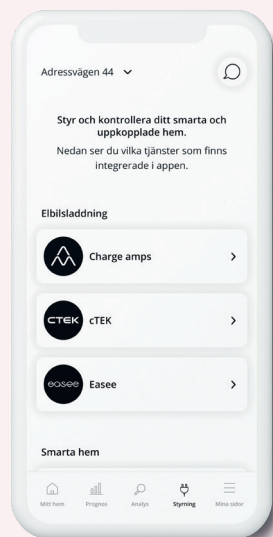 Adressvägen 44
Styr och kontrollera ditt smarta och
uppkopplade hem.
Nedan ser du vilka tjänster som finns
integrerade i appen.
Elbilsladdning
Charge amps
CTEK cTEK
easee Easee
Smarta hem
Mitt hem Prognos Analys Styrning Mina sidor